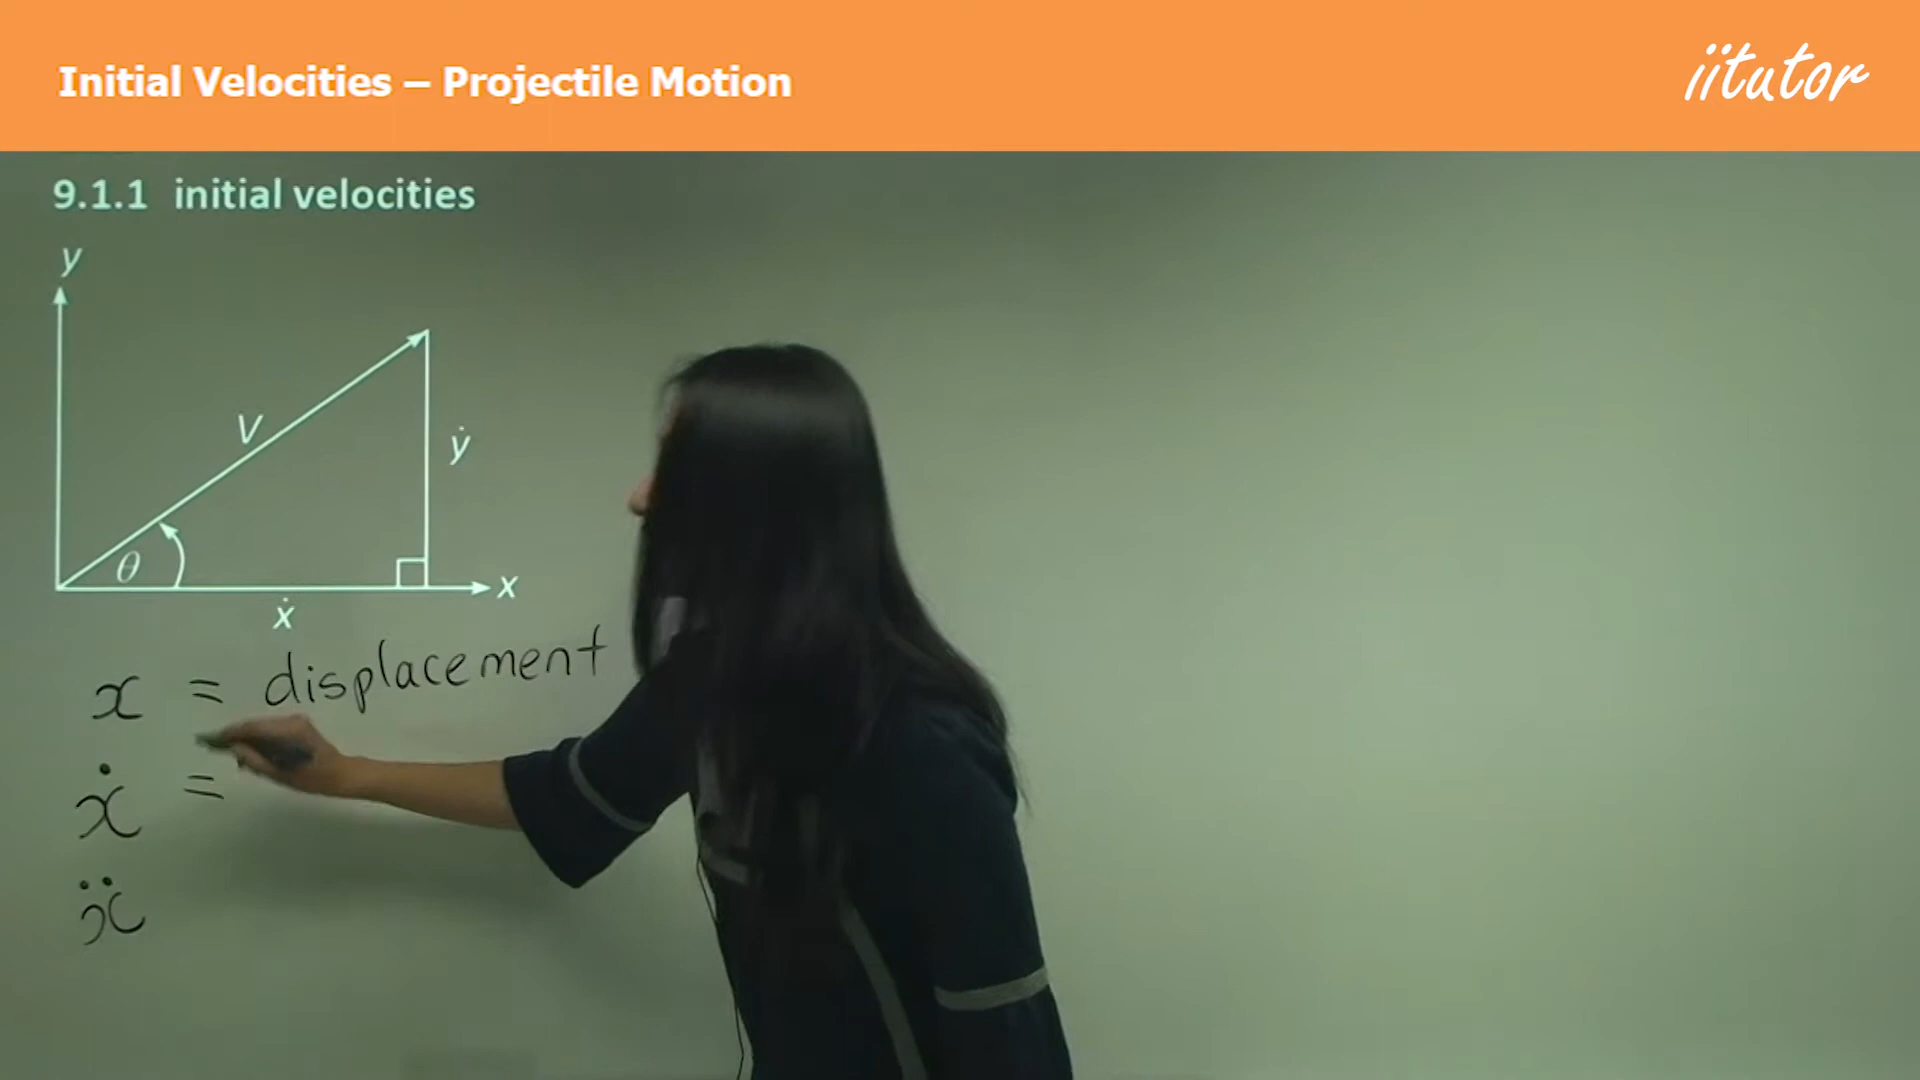 Initial Velocities – Projectile Motion
iitutor
9.1.1 initial velocities
y
V
ẏ
θ
x
ẋ
x = displacement
ẋ =
ẍ